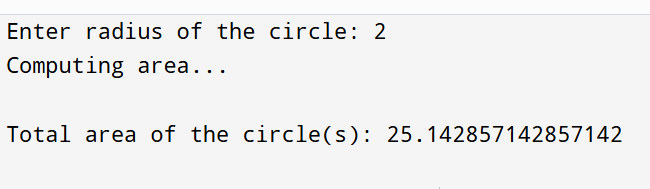 Enter radius of the circle: 2
Computing area...
Total area of the circle(s): 25.142857142857142